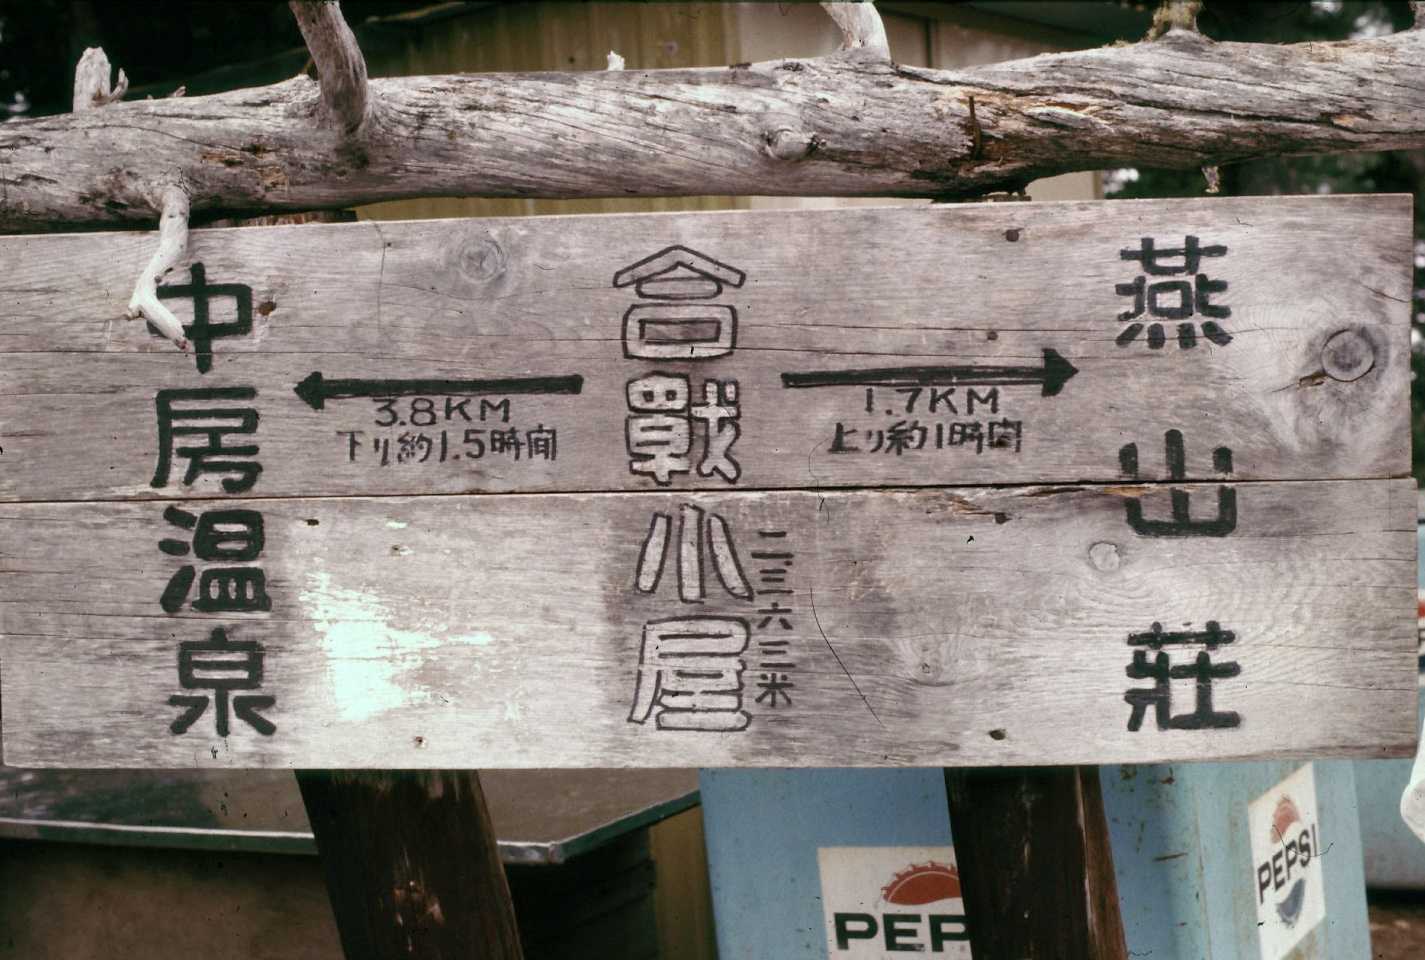 燕山荘
1.7KM
上り約1時間
合戦小屋
二三六三米
3.8KM
下り約1.5時間
中房温泉
PEP
PEPSI